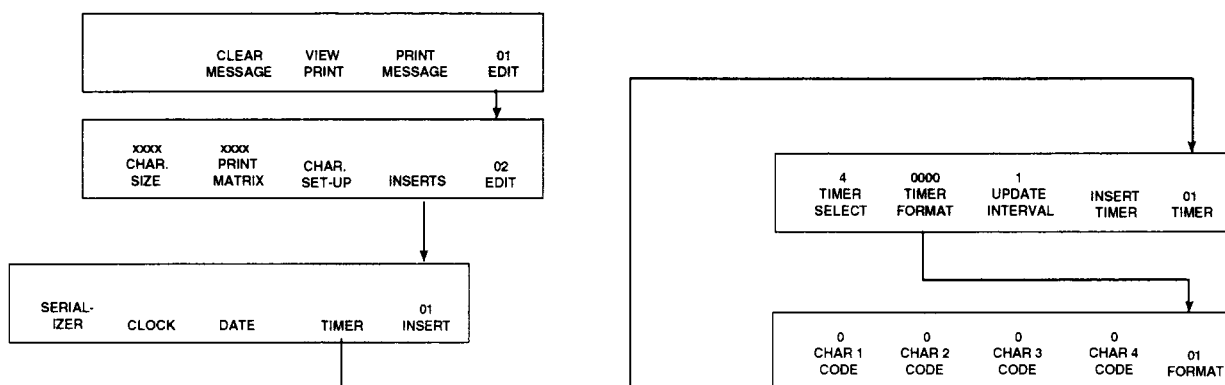 CLEAR VIEW PRINT 01
MESSAGE PRINT MESSAGE EDIT
xxxx xxxx
CHAR. PRINT CHAR. 02
SIZE MATRIX SET-UP INSERTS EDIT
SERIAL- 01
IZER CLOCK DATE TIMER INSERT
4 0000 1
TIMER TIMER UPDATE INSERT 01
SELECT FORMAT INTERVAL TIMER TIMER
0 0 0 0
CHAR 1 CHAR 2 CHAR 3 CHAR 4 01
CODE CODE CODE CODE FORMAT